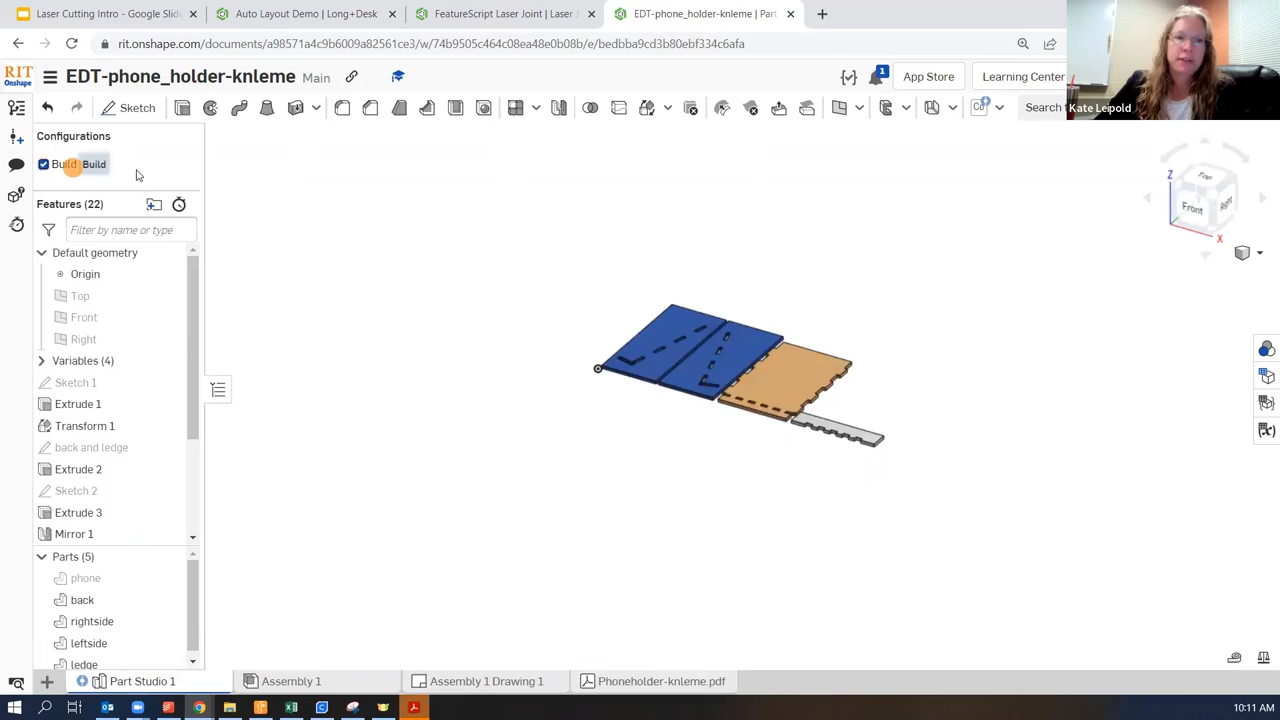 Laser Cutting Intro - Google Slid
Auto Layout Demo | Long+Desk
FeatureScript Laser Joint | Laser J
EDT-phone_holder-knleme | Part
rit.onshape.com/documents/a98571a4c9b6009a82561ce3/w/74b9505c464c0ea48e0b08b/e/bedbba9cd3b80ebf334c64afa
RIT
Onshape
EDT-phone_holder-knleme Main
1
App Store
Learning Center
Kate Leipold
Sketch
Search
Configurations
Build Build
Features (22)
Filter by name or type
Default geometry
Origin
Top
Front
Right
Variables (4)
Sketch 1
Extrude 1
Transform 1
back and ledge
Extrude 2
Sketch 2
Extrude 3
Mirror 1
Parts (5)
phone
back
rightside
leftside
ledge
Z
Top
Front
Right
X
Part Studio 1
Assembly 1
Assembly 1 Drawing 1
Phoneholder-knleme.pdf
10:11 AM